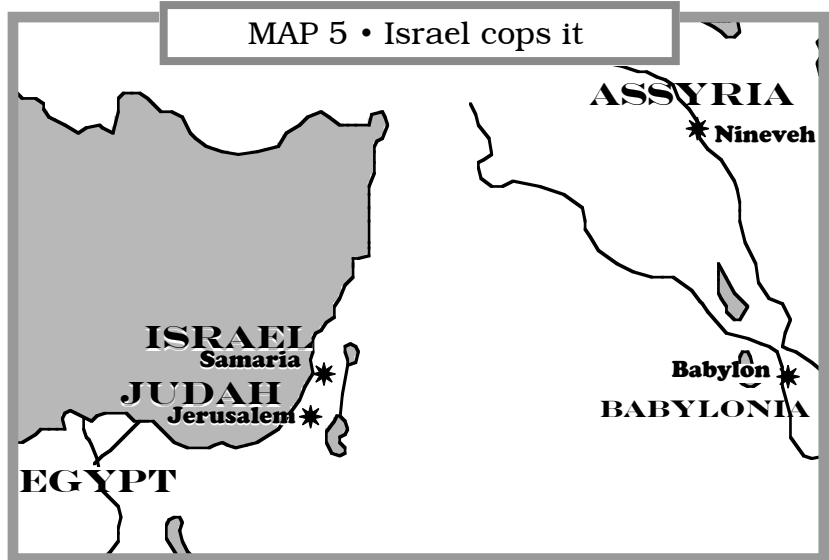 MAP 5 • Israel cops it
ASSYRIA
Nineveh
ISRAEL
Samaria
JUDAH
Jerusalem
Babylon
BABYLONIA
EGYPT